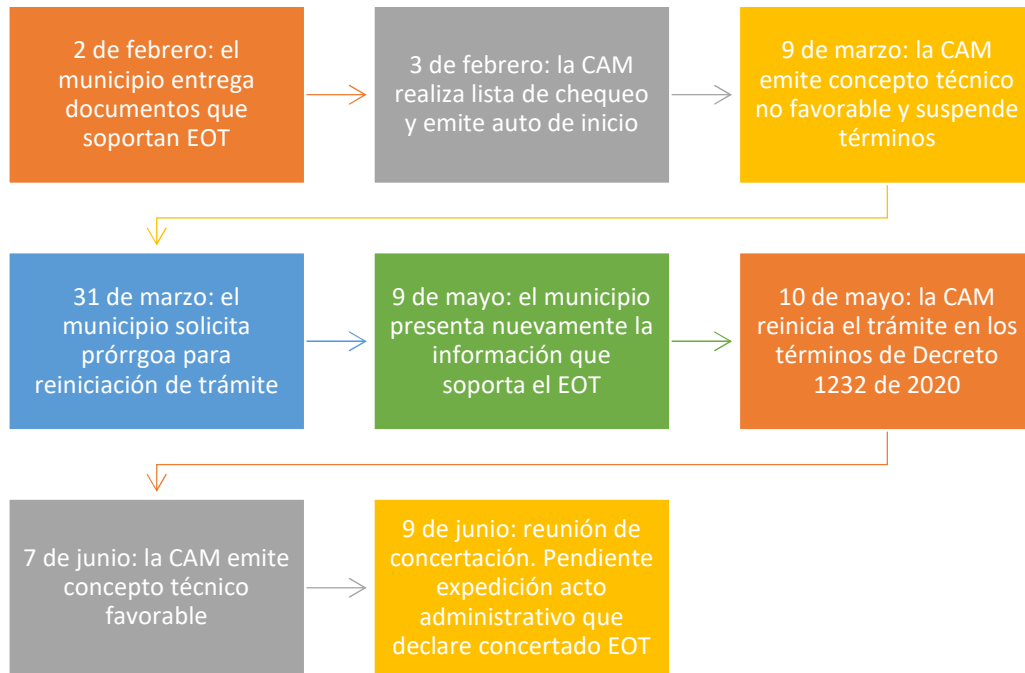 2 de febrero: el
municipio entrega
documentos que
soportan EOT
3 de febrero: la CAM
realiza lista de chequeo
y emite auto de inicio
9 de marzo: la CAM
emite concepto técnico
no favorable y suspende
términos
31 de marzo: el
municipio solicita
prórrgoa para
reiniciación de trámite
9 de mayo: el municipio
presenta nuevamente la
información que
soporta el EOT
10 de mayo: la CAM
reinicia el trámite en los
términos de Decreto
1232 de 2020
7 de junio: la CAM emite
concepto técnico
favorable
9 de junio: reunión de
concertación. Pendiente
expedición acto
administrativo que
declare concertado EOT